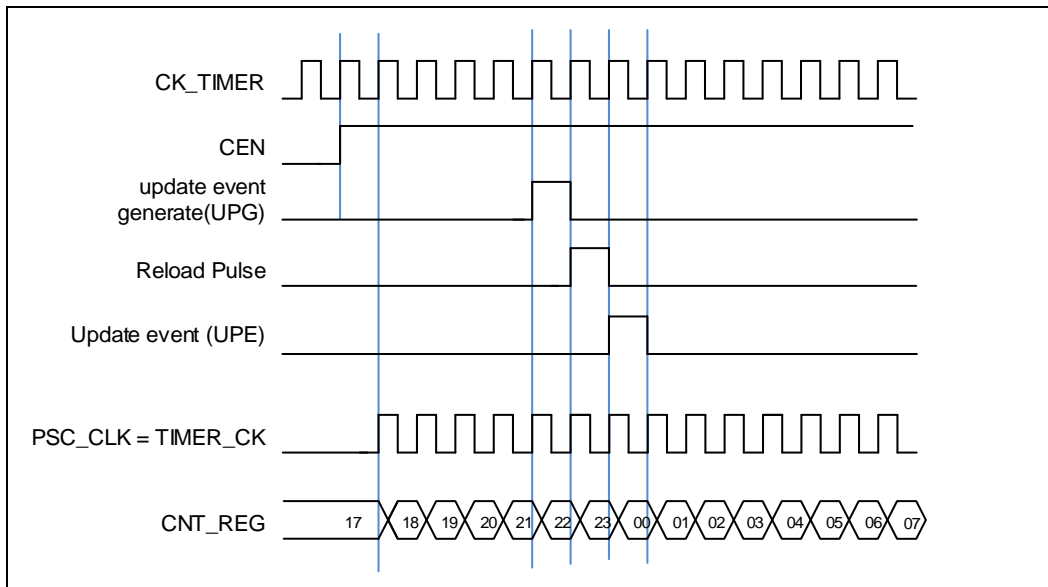 CK_TIMER
CEN
update event
generate(UPG)
Reload Pulse
Update event (UPE)
PSC_CLK = TIMER_CK
CNT_REG 17 18 19 20 21 22 23 00 01 02 03 04 05 06 07